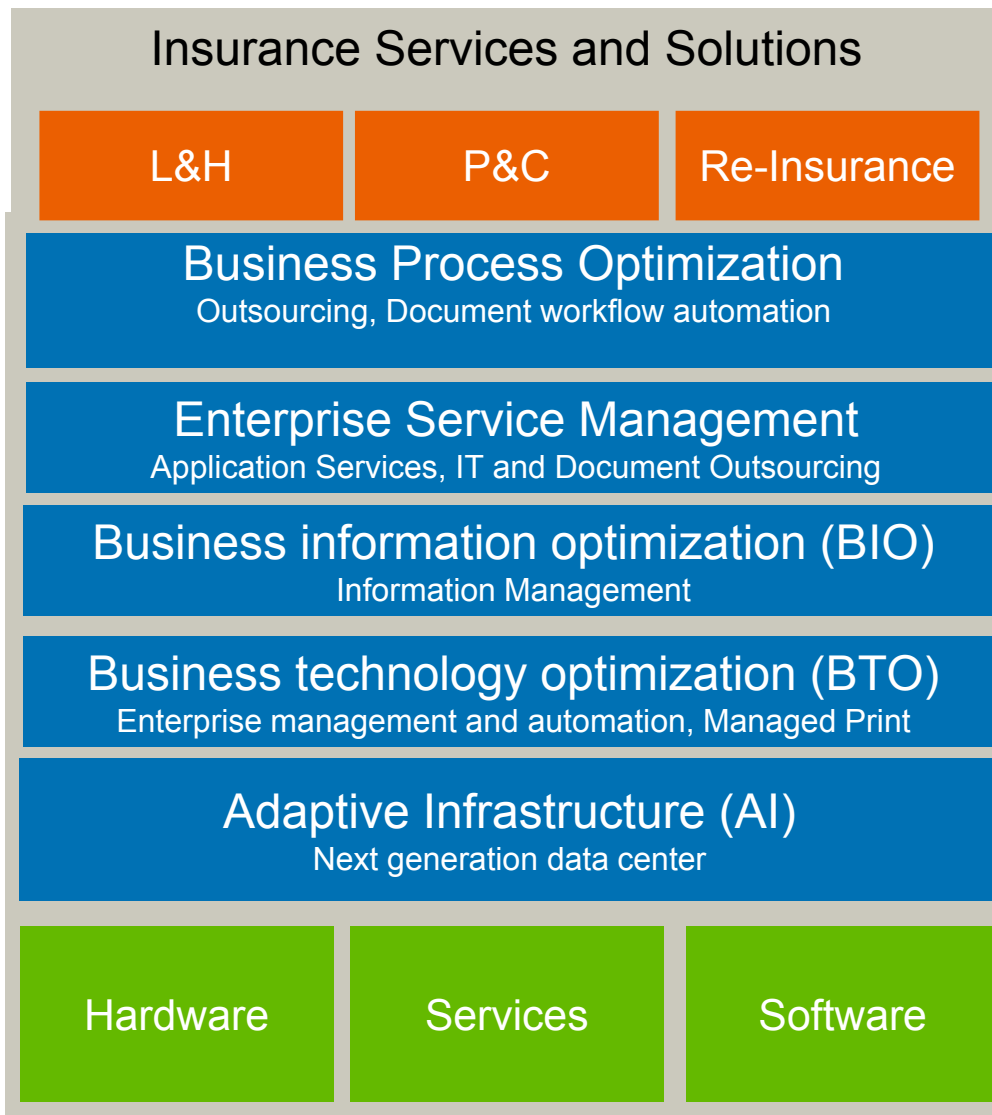 Insurance Services and Solutions
L&H
P&C
Re-Insurance
Business Process Optimization
Outsourcing, Document workflow automation
Enterprise Service Management
Application Services, IT and Document Outsourcing
Business information optimization (BIO)
Information Management
Business technology optimization (BTO)
Enterprise management and automation, Managed Print
Adaptive Infrastructure (AI)
Next generation data center
Hardware
Services
Software